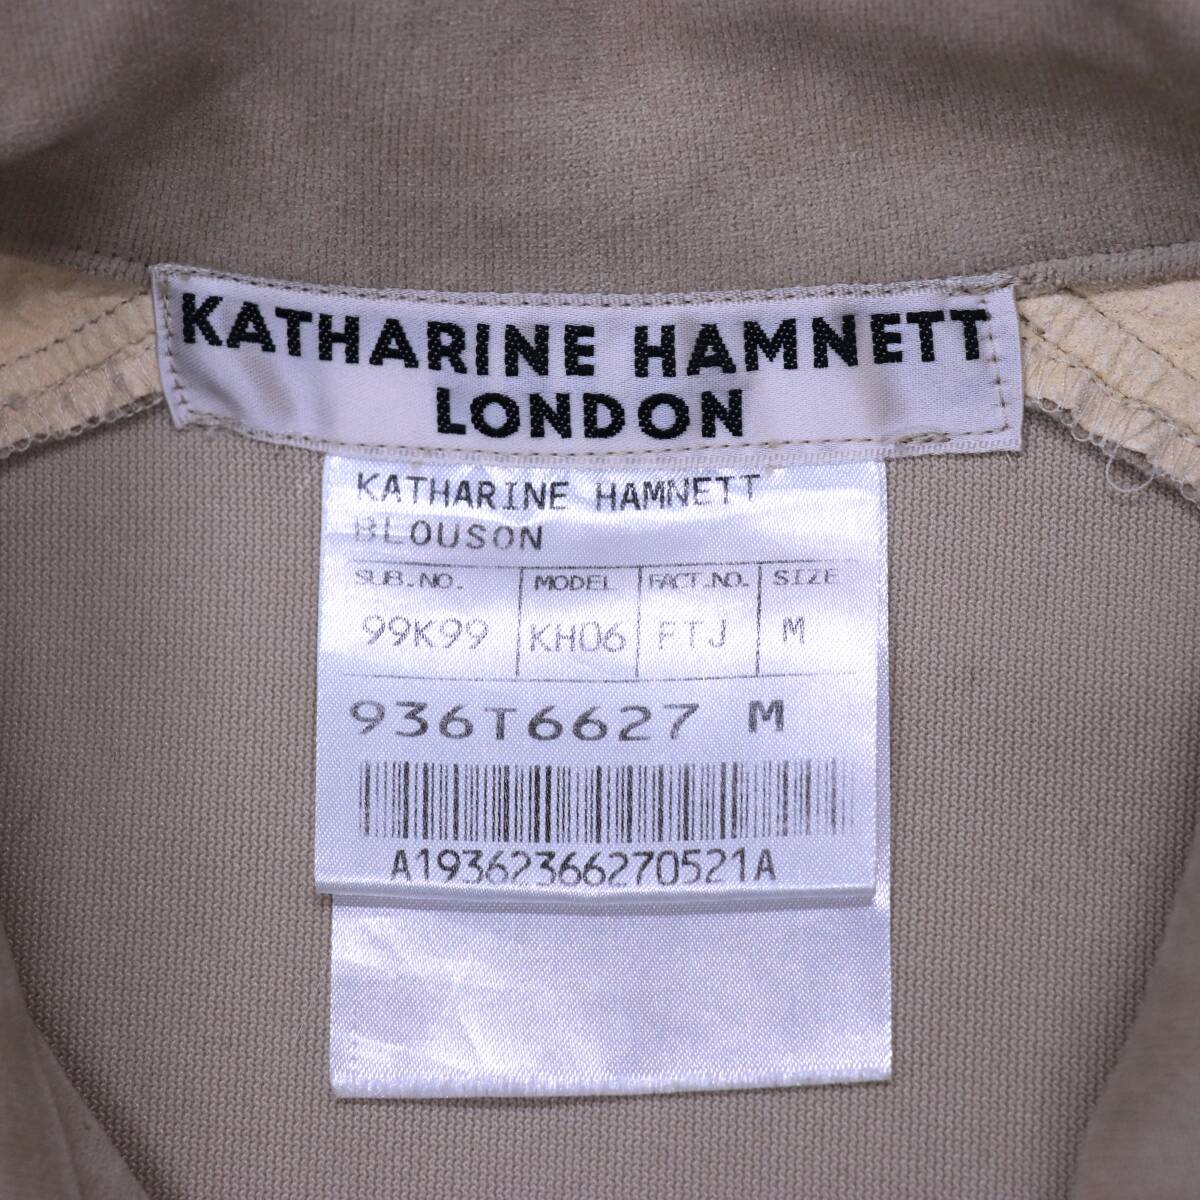 KATHARINE HAMNETT
LONDON
KATHARINE HAMNETT
BLOUSON
SUB.NO. MODEL FACT.NO. SIZE
99K99 KH06 FTJ M
936T6627 M
A19362366270521A